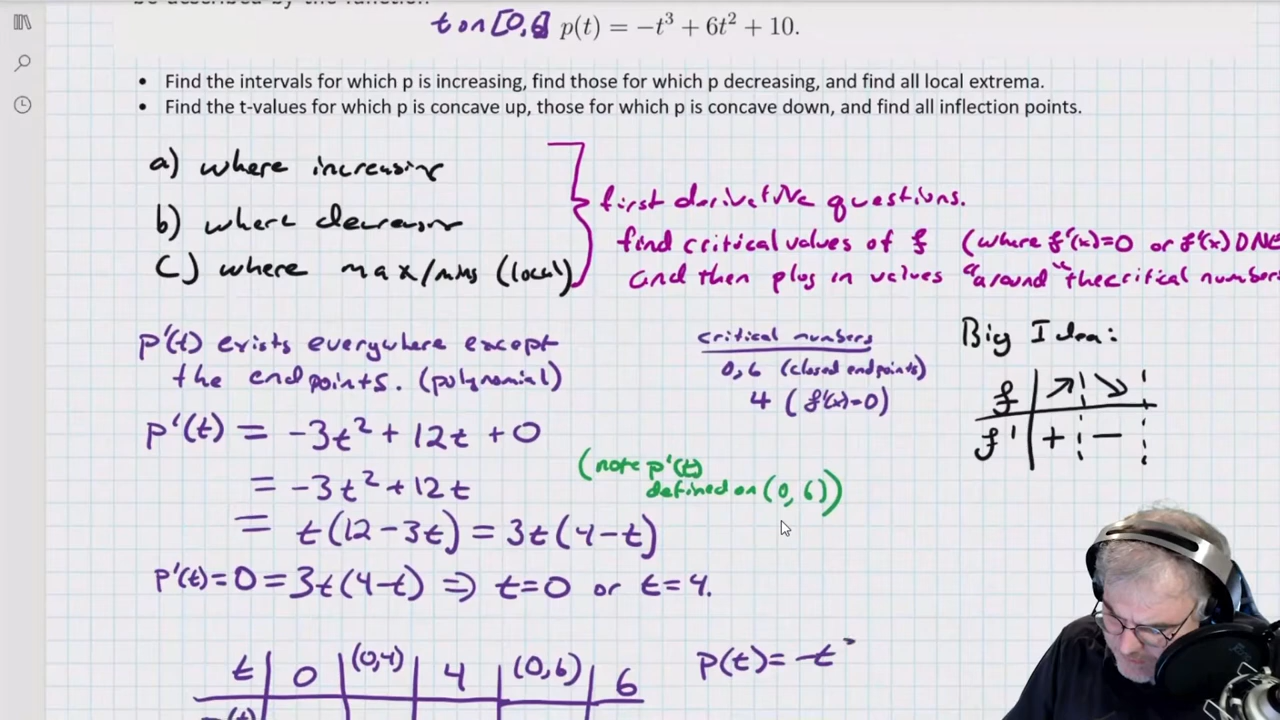 t on [0,6] p(t) = −t³ + 6t² + 10.
• Find the intervals for which p is increasing, find those for which p decreasing, and find all local extrema.
• Find the t-values for which p is concave up, those for which p is concave down, and find all inflection points.
a) where increasing
b) where decreasing
c) where max/mins (local)
first derivative questions.
find critical values of f (where f'(x)=0 or f'(x) DNE
and then plug in values "around" the critical number
p'(t) exists everywhere except
the endpoints. (polynomial)
critical numbers
0,6 (closed endpoints)
4 (f'(x)=0)
Big Idea:
f ↗ ↘
f' + −
p'(t) = −3t² + 12t + 0
= −3t² + 12t
(note p'(t)
defined on (0,6))
= t(12−3t) = 3t(4−t)
p'(t)=0=3t(4−t) ⇒ t=0 or t=4.
t 0 (0,4) 4 (0,6) 6
p(t)= −t